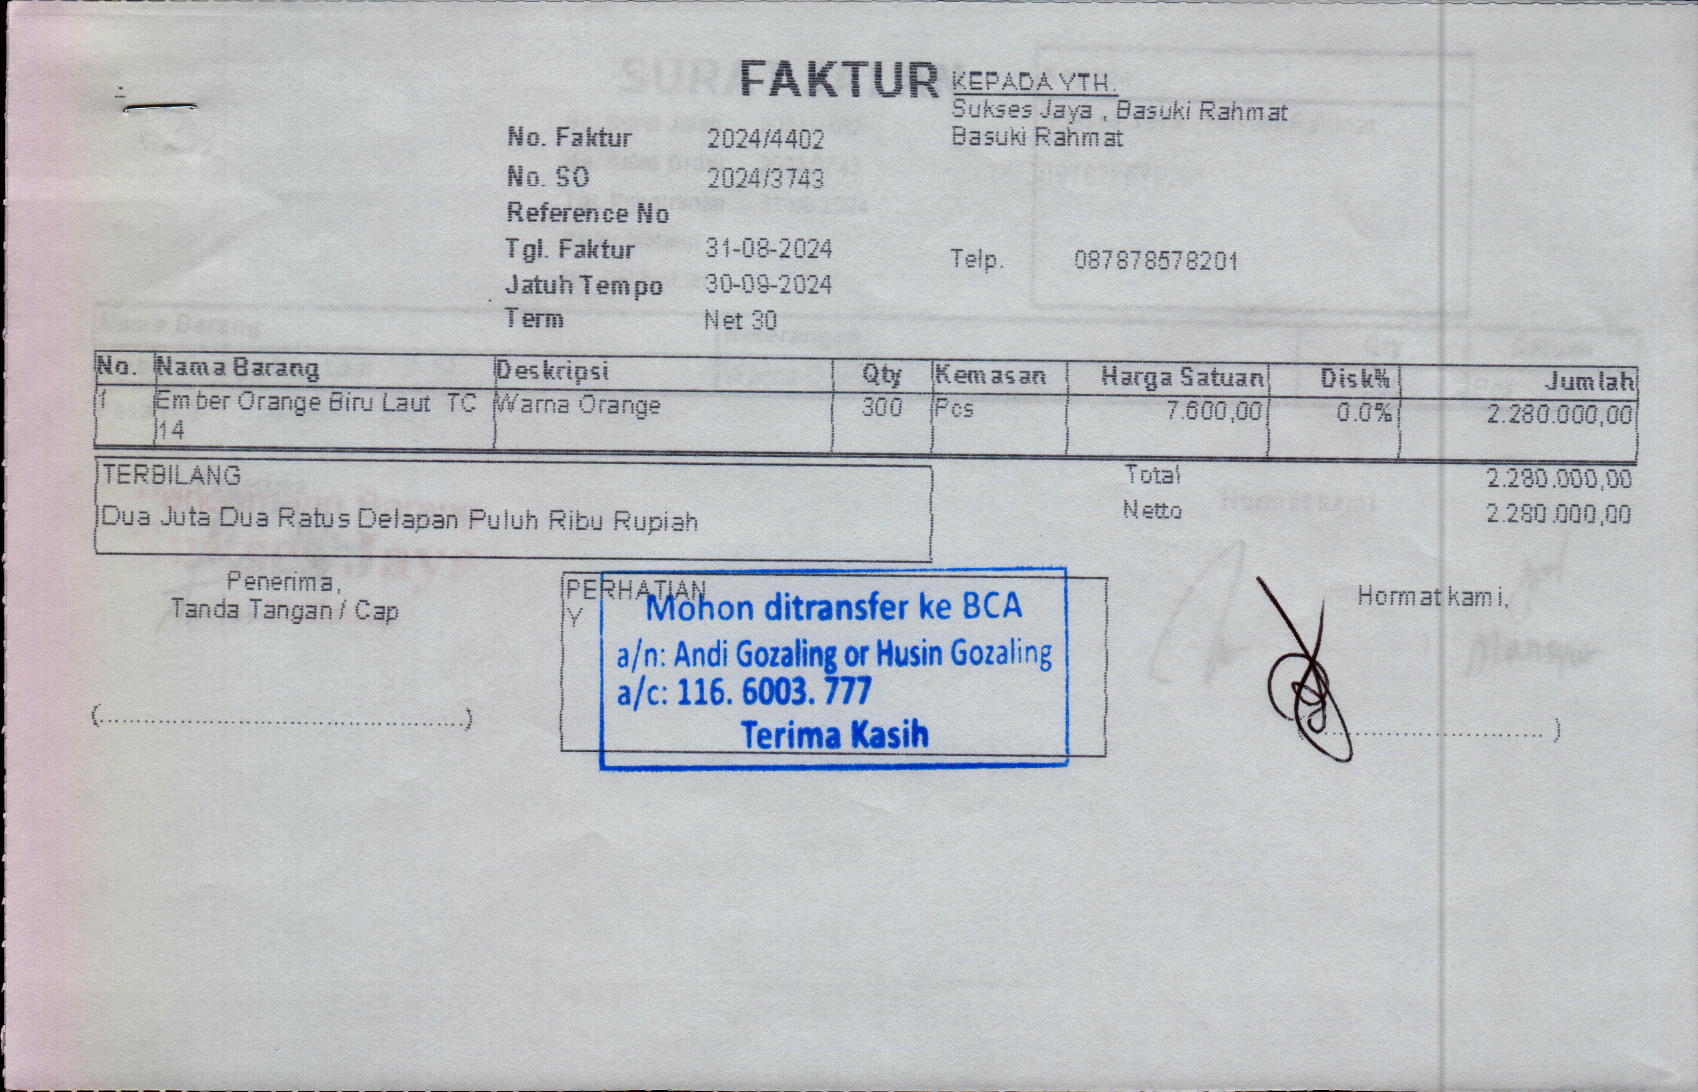 FAKTUR
KEPADA YTH.
Sukses Jaya , Basuki Rahmat
Basuki Rahmat
No. Faktur 2024/4402
No. SO 2024/3743
Reference No
Tgl. Faktur 31-08-2024
Telp. 087878578201
Jatuh Tempo 30-09-2024
Term Net 30
No. Nama Barang Deskripsi Qty Kemasan Harga Satuan Disk% Jumlah
1 Ember Orange Biru Laut TC Warna Orange 300 Pcs 7.600,00 0.0% 2.280.000,00
14
TERBILANG
Dua Juta Dua Ratus Delapan Puluh Ribu Rupiah
Total 2.280.000,00
Netto 2.280.000,00
Penerima,
Tanda Tangan / Cap
(........................................)
PERHATIAN
Y
Mohon ditransfer ke BCA
a/n: Andi Gozaling or Husin Gozaling
a/c: 116. 6003. 777
Terima Kasih
Hormat kami,
(........................................)